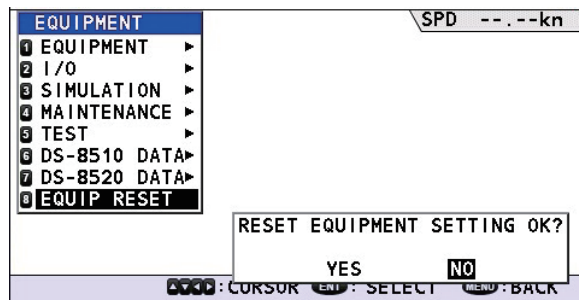 EQUIPMENT
SPD --.--kn
1 EQUIPMENT ►
2 I/O ►
3 SIMULATION ►
4 MAINTENANCE ►
5 TEST ►
6 DS-8510 DATA►
7 DS-8520 DATA►
8 EQUIP RESET
RESET EQUIPMENT SETTING OK?
YES NO
▲▼◄►:CURSOR ENT: SELECT MENU:BACK